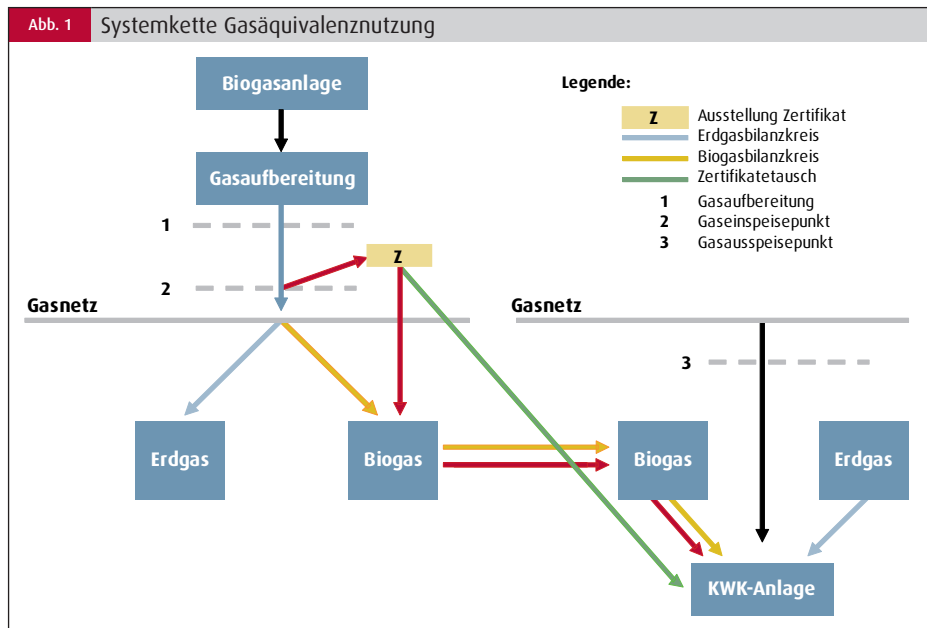 Abb. 1 Systemkette Gasäquivalenznutzung
Biogasanlage
Gasaufbereitung
1
2
Z
Gasnetz
Erdgas
Biogas
Legende:
Z Ausstellung Zertifikat
Erdgasbilanzkreis
Biogasbilanzkreis
Zertifikatetausch
1 Gasaufbereitung
2 Gaseinspeisepunkt
3 Gasausspeisepunkt
Gasnetz
3
Biogas
Erdgas
KWK-Anlage